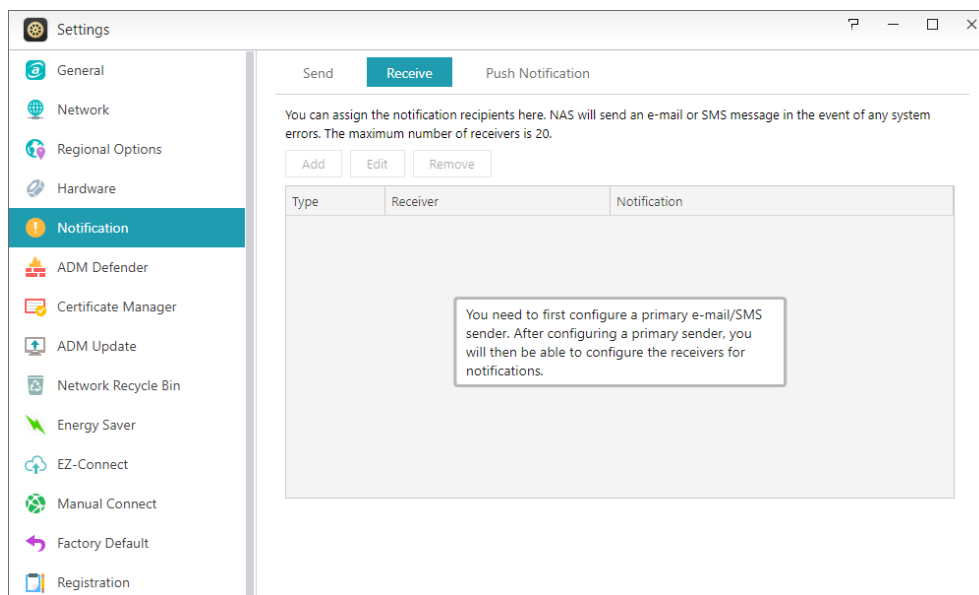 Settings
General
Network
Regional Options
Hardware
Notification
ADM Defender
Certificate Manager
ADM Update
Network Recycle Bin
Energy Saver
EZ-Connect
Manual Connect
Factory Default
Registration
Send Receive Push Notification
You can assign the notification recipients here. NAS will send an e-mail or SMS message in the event of any system
errors. The maximum number of receivers is 20.
Add Edit Remove
Type Receiver Notification
You need to first configure a primary e-mail/SMS
sender. After configuring a primary sender, you
will then be able to configure the receivers for
notifications.